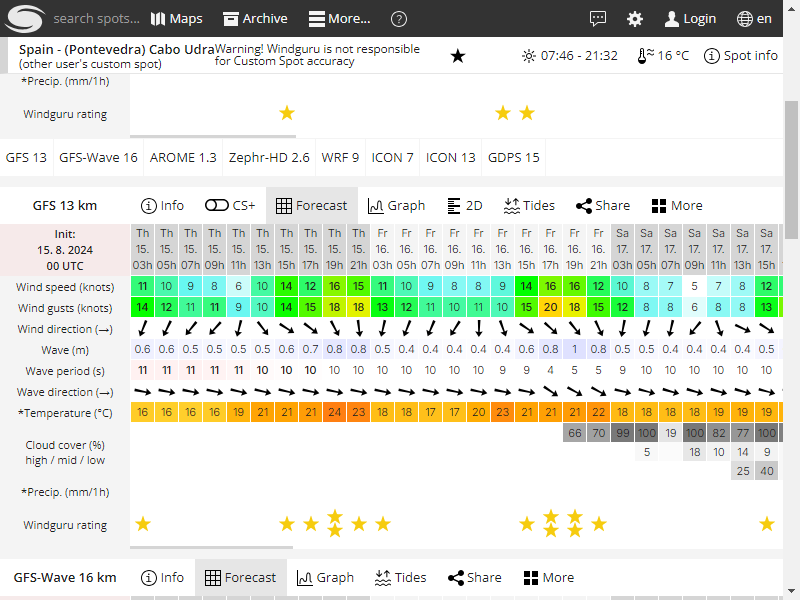 search spots... Maps Archive More... ? Login en
Spain - (Pontevedra) Cabo Udra Warning! Windguru is not responsible
(other user's custom spot) for Custom Spot accuracy
07:46 - 21:32 16 °C Spot info
*Precip. (mm/1h)
Windguru rating
GFS 13 GFS-Wave 16 AROME 1.3 Zephr-HD 2.6 WRF 9 ICON 7 ICON 13 GDPS 15
GFS 13 km Info CS+ Forecast Graph 2D Tides Share More
Init: Th Th Th Th Th Th Th Th Th Th Fr Fr Fr Fr Fr Fr Fr Fr Fr Fr Sa Sa Sa Sa Sa Sa Sa
15. 8. 2024 15. 15. 15. 15. 15. 15. 15. 15. 15. 15. 16. 16. 16. 16. 16. 16. 16. 16. 16. 16. 17. 17. 17. 17. 17. 17. 17.
00 UTC 03h 05h 07h 09h 11h 13h 15h 17h 19h 21h 03h 05h 07h 09h 11h 13h 15h 17h 19h 21h 03h 05h 07h 09h 11h 13h 15h
Wind speed (knots) 11 10 9 8 6 10 14 12 16 15 11 10 9 8 8 9 14 16 16 12 10 8 7 5 7 8 12
Wind gusts (knots) 14 12 11 11 9 10 14 15 18 18 13 12 11 10 11 10 15 20 18 15 12 8 8 6 8 8 13
Wind direction (→)
Wave (m) 0.6 0.6 0.5 0.5 0.5 0.5 0.6 0.7 0.8 0.8 0.5 0.4 0.4 0.4 0.4 0.4 0.6 0.8 1 0.8 0.5 0.5 0.4 0.4 0.4 0.4 0.5
Wave period (s) 11 11 11 11 11 10 10 10 10 10 10 10 10 10 10 9 9 4 5 5 9 10 10 10 10 10 10
Wave direction (→)
*Temperature (°C) 16 16 16 16 19 21 21 21 24 23 18 18 17 17 20 23 21 21 21 22 18 18 18 18 19 19 19
66 70 99 100 19 100 82 77 100
Cloud cover (%) 5 18 10 14 9
high / mid / low 25 40
*Precip. (mm/1h)
Windguru rating
GFS-Wave 16 km Info Forecast Graph Tides Share More